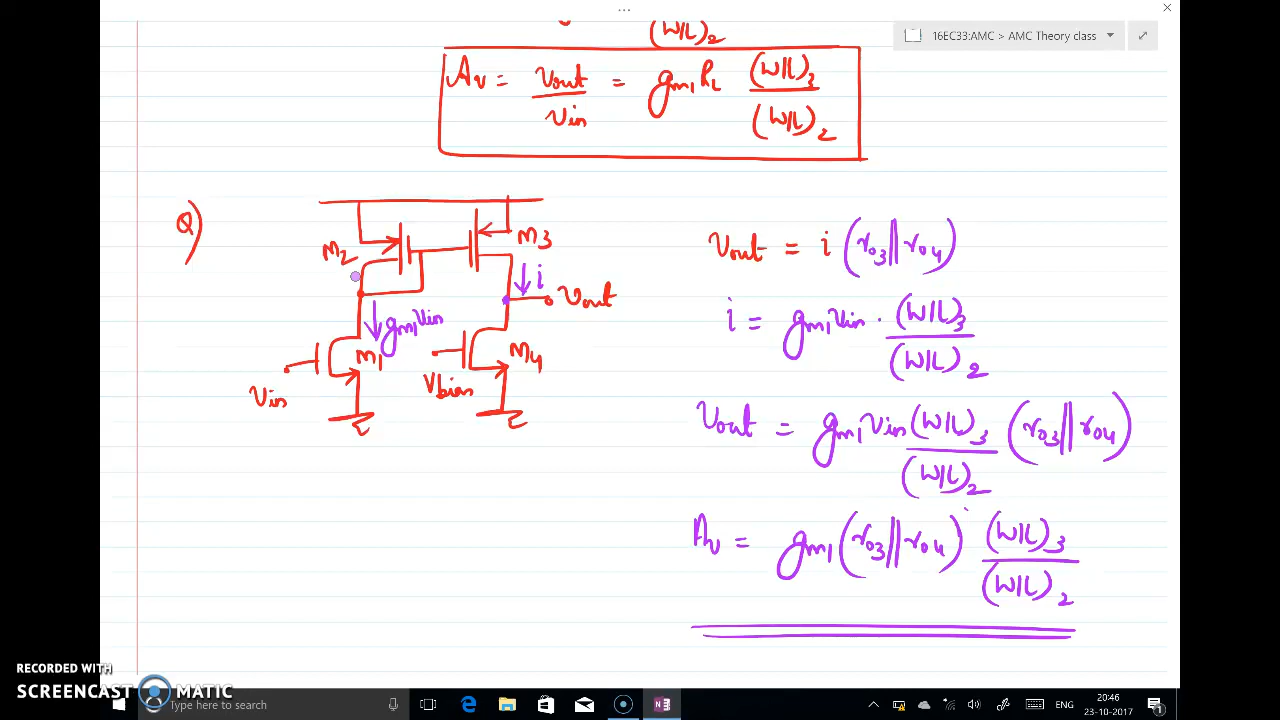 ...
16EC33:AMC > AMC Theory class
(W/L)2
Av = vout/vin = gm1 RL (W/L)3/(W/L)2
Q)
M2
M3
i
vout
gm1vin
M1
M4
Vbias
vin
vout = i (ro3||ro4)
i = gm1vin · (W/L)3/(W/L)2
vout = gm1vin (W/L)3/(W/L)2 (ro3||ro4)
Av = gm1(ro3||ro4) (W/L)3/(W/L)2
RECORDED WITH
SCREENCAST MATIC
Type here to search
ENG
20:46
23-10-2017
1